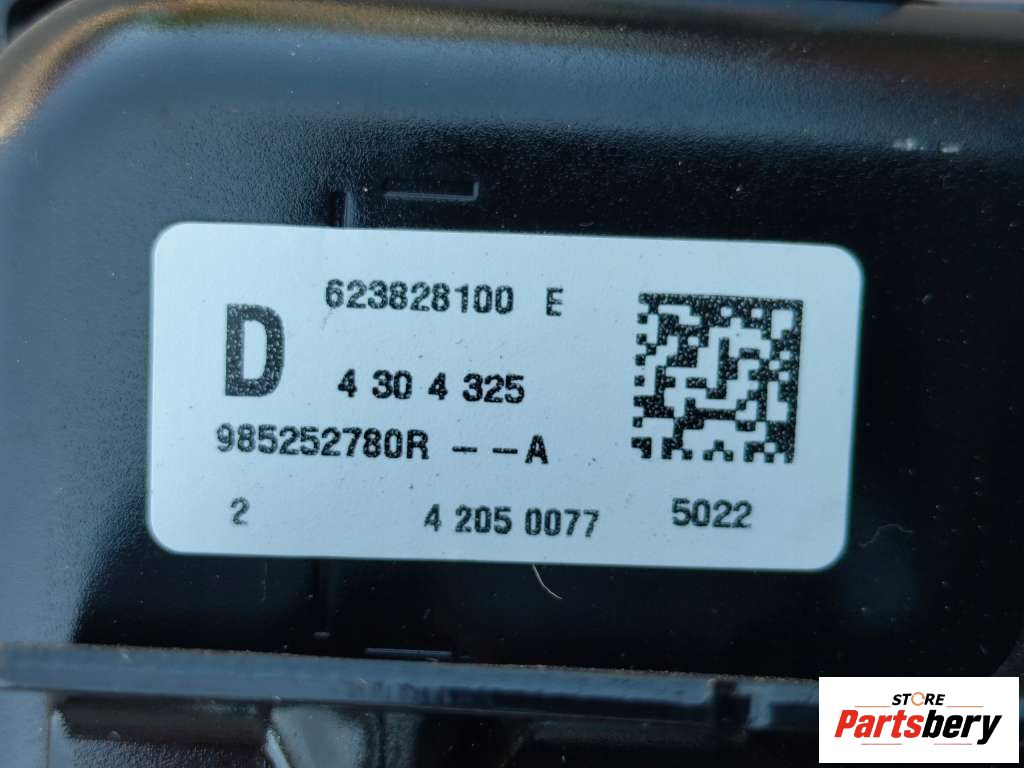 623828100 E
D
4 30 4 325
985252780R - - A
2 4 205 0077 5022
STORE
Partsbery